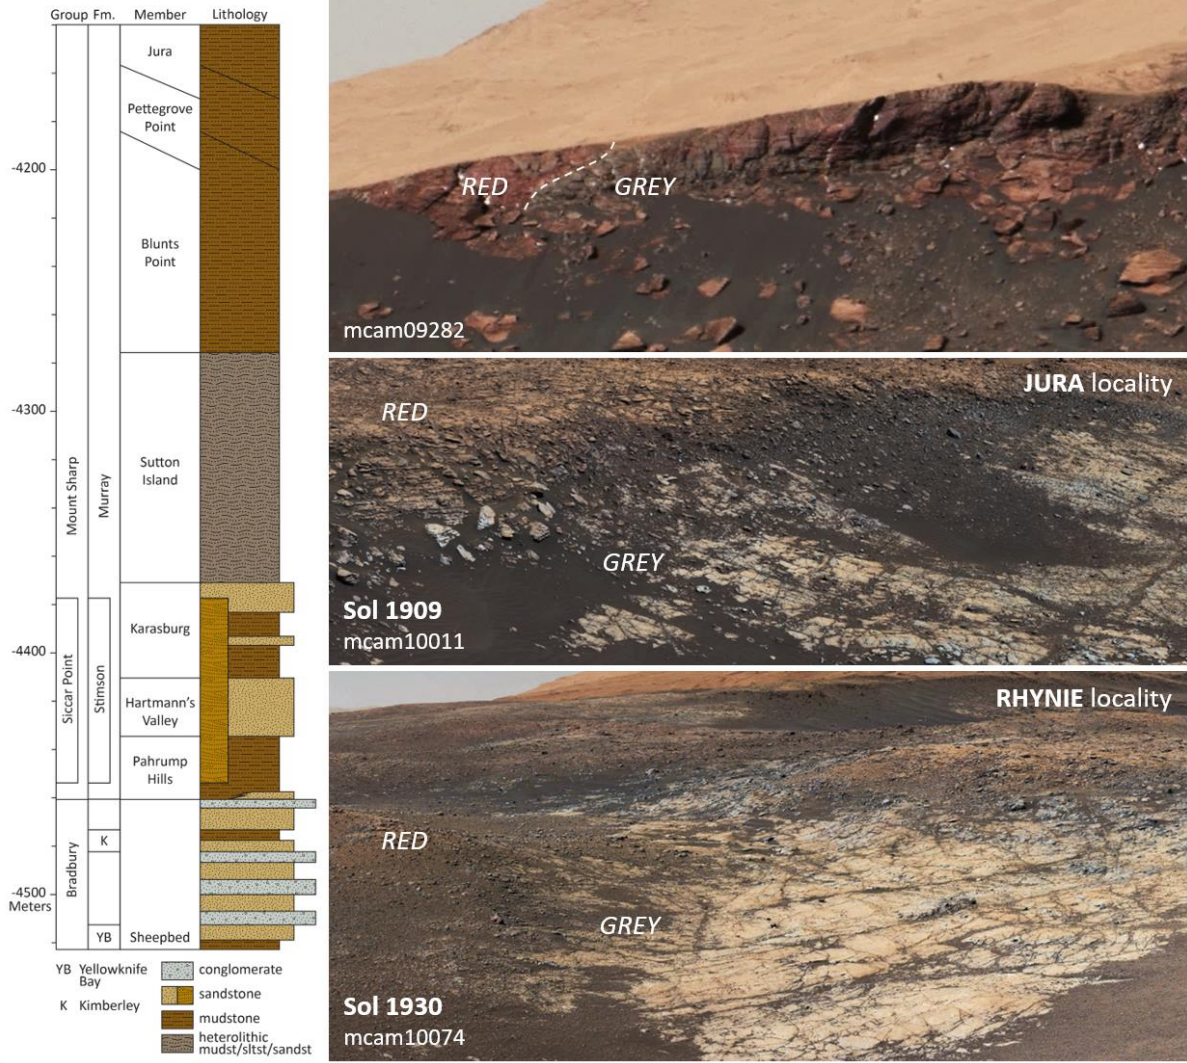 Group Fm. Member Lithology
Jura
Pettegrove
Point
-4200
Blunts
Point
-4300
Sutton
Island
Mount Sharp
Murray
Karasburg
-4400
Siccar Point
Stimson
Hartmann's
Valley
Pahrump
Hills
K
Bradbury
-4500
Meters
YB
Sheepbed
YB Yellowknife
Bay
K Kimberley
conglomerate
sandstone
mudstone
heterolithic
mudst/sltst/sandst
RED
GREY
mcam09282
JURA locality
RED
GREY
Sol 1909
mcam10011
RHYNIE locality
RED
GREY
Sol 1930
mcam10074